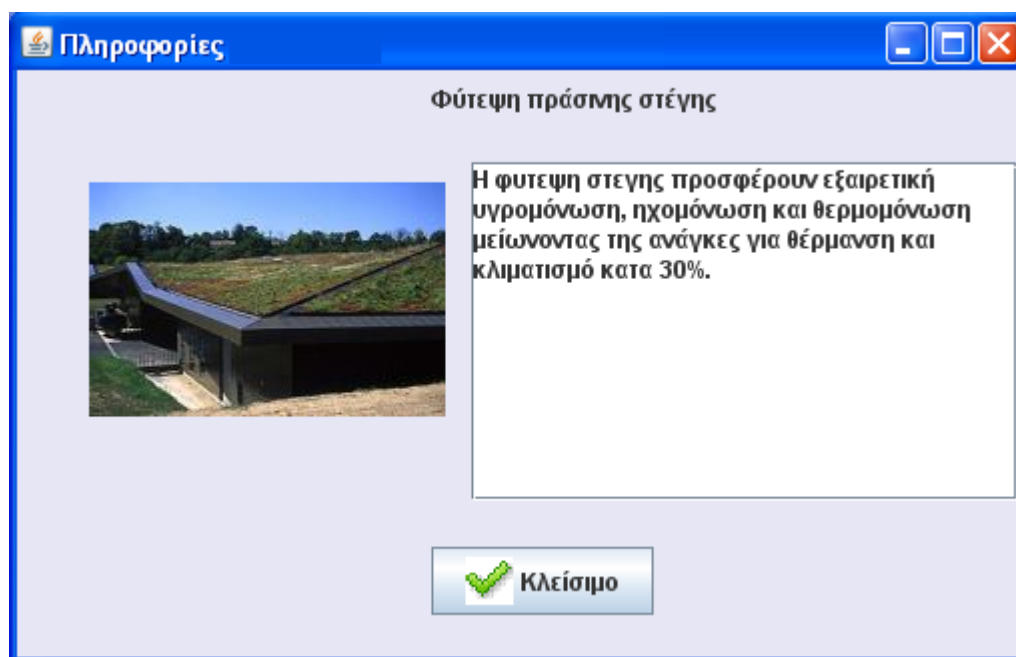 Πληροφορίες
Φύτεψη πράσινης στέγης
Η φυτεψη στεγης προσφέρουν εξαιρετική
υγρομόνωση, ηχομόνωση και θερμομόνωση
μείωνοντας της ανάγκες για θέρμανση και
κλιματισμό κατα 30%.
Κλείσιμο